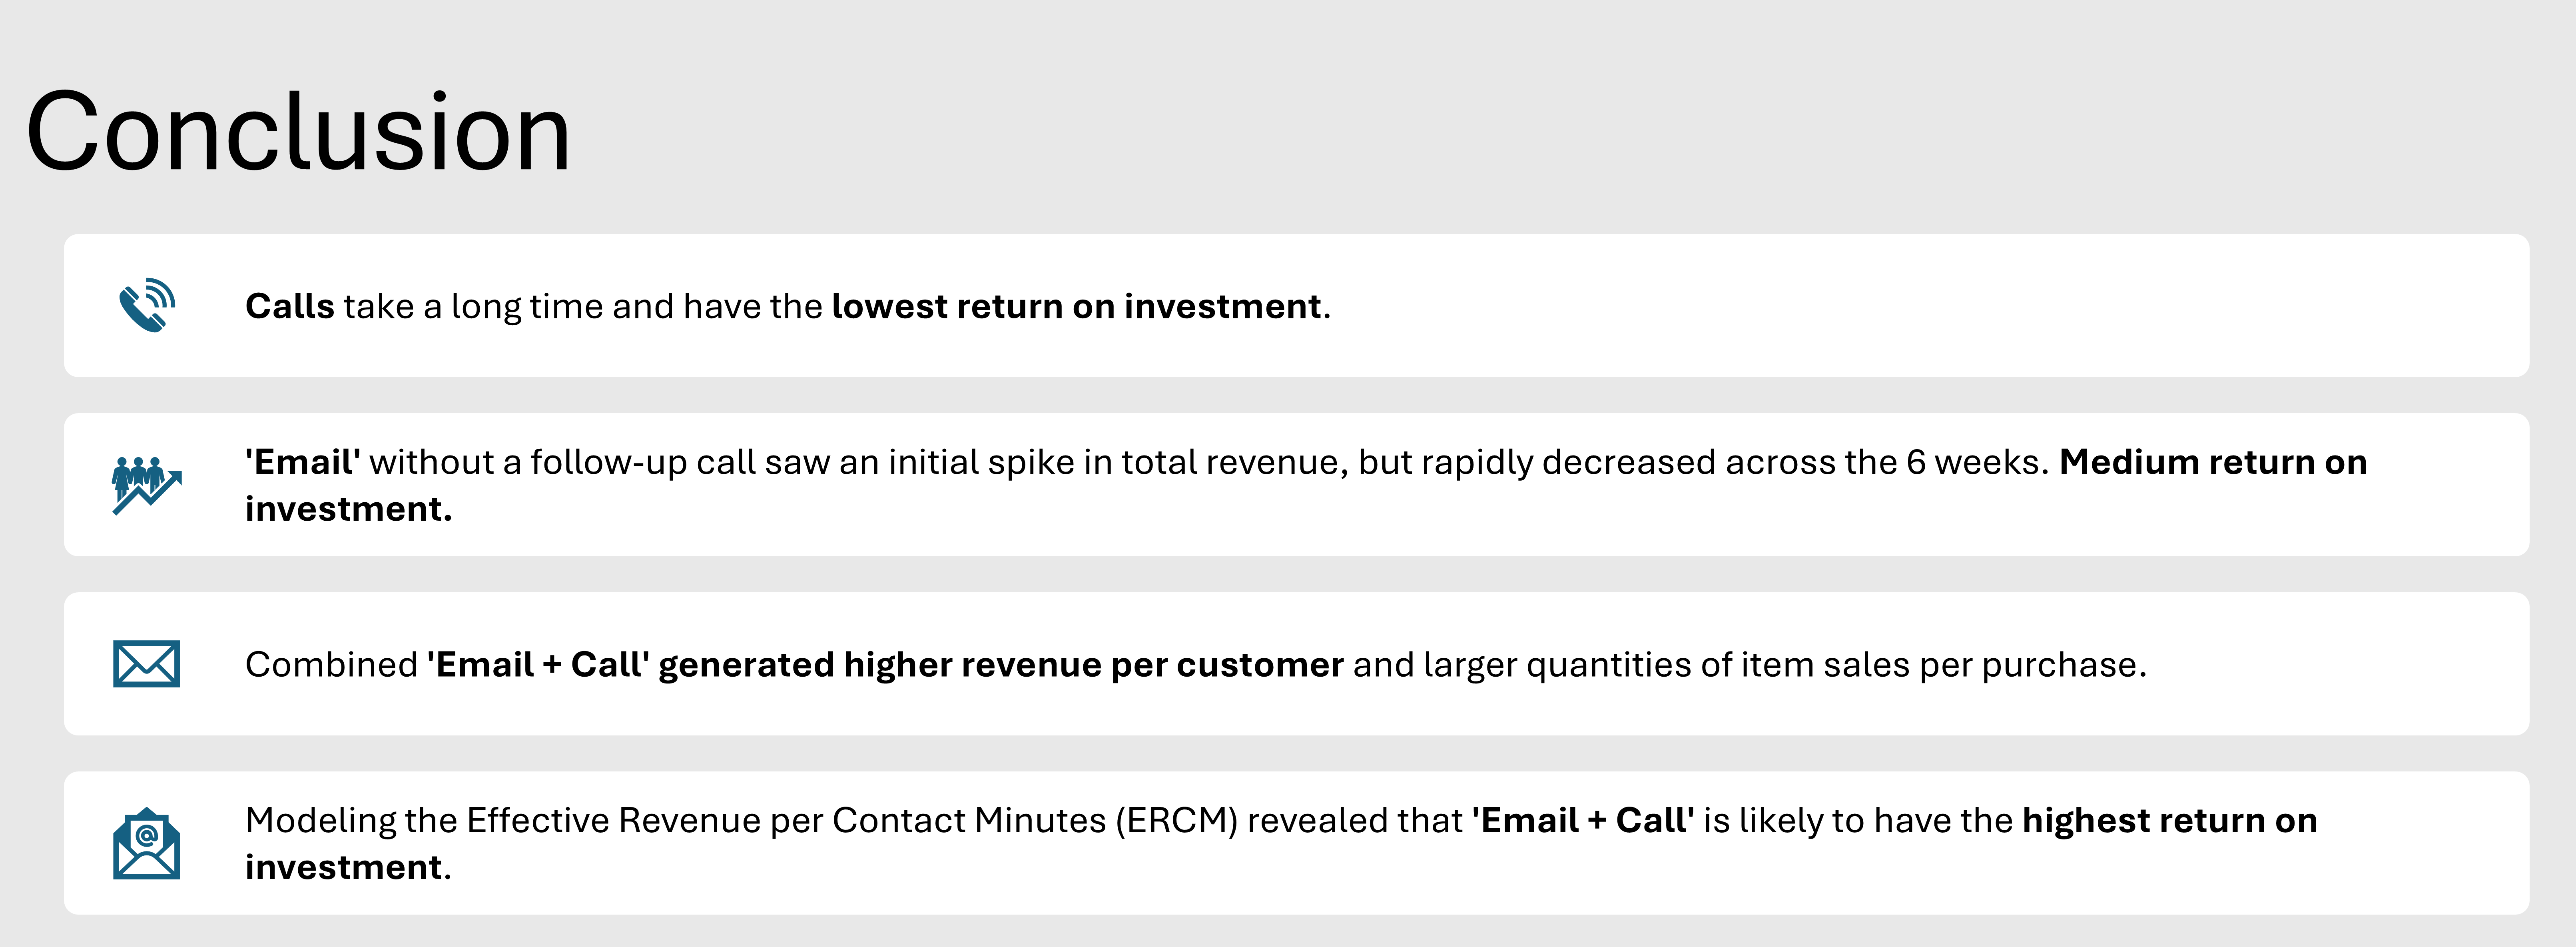 Conclusion
Calls take a long time and have the lowest return on investment.
'Email' without a follow-up call saw an initial spike in total revenue, but rapidly decreased across the 6 weeks. Medium return on
investment.
Combined 'Email + Call' generated higher revenue per customer and larger quantities of item sales per purchase.
Modeling the Effective Revenue per Contact Minutes (ERCM) revealed that 'Email + Call' is likely to have the highest return on
investment.